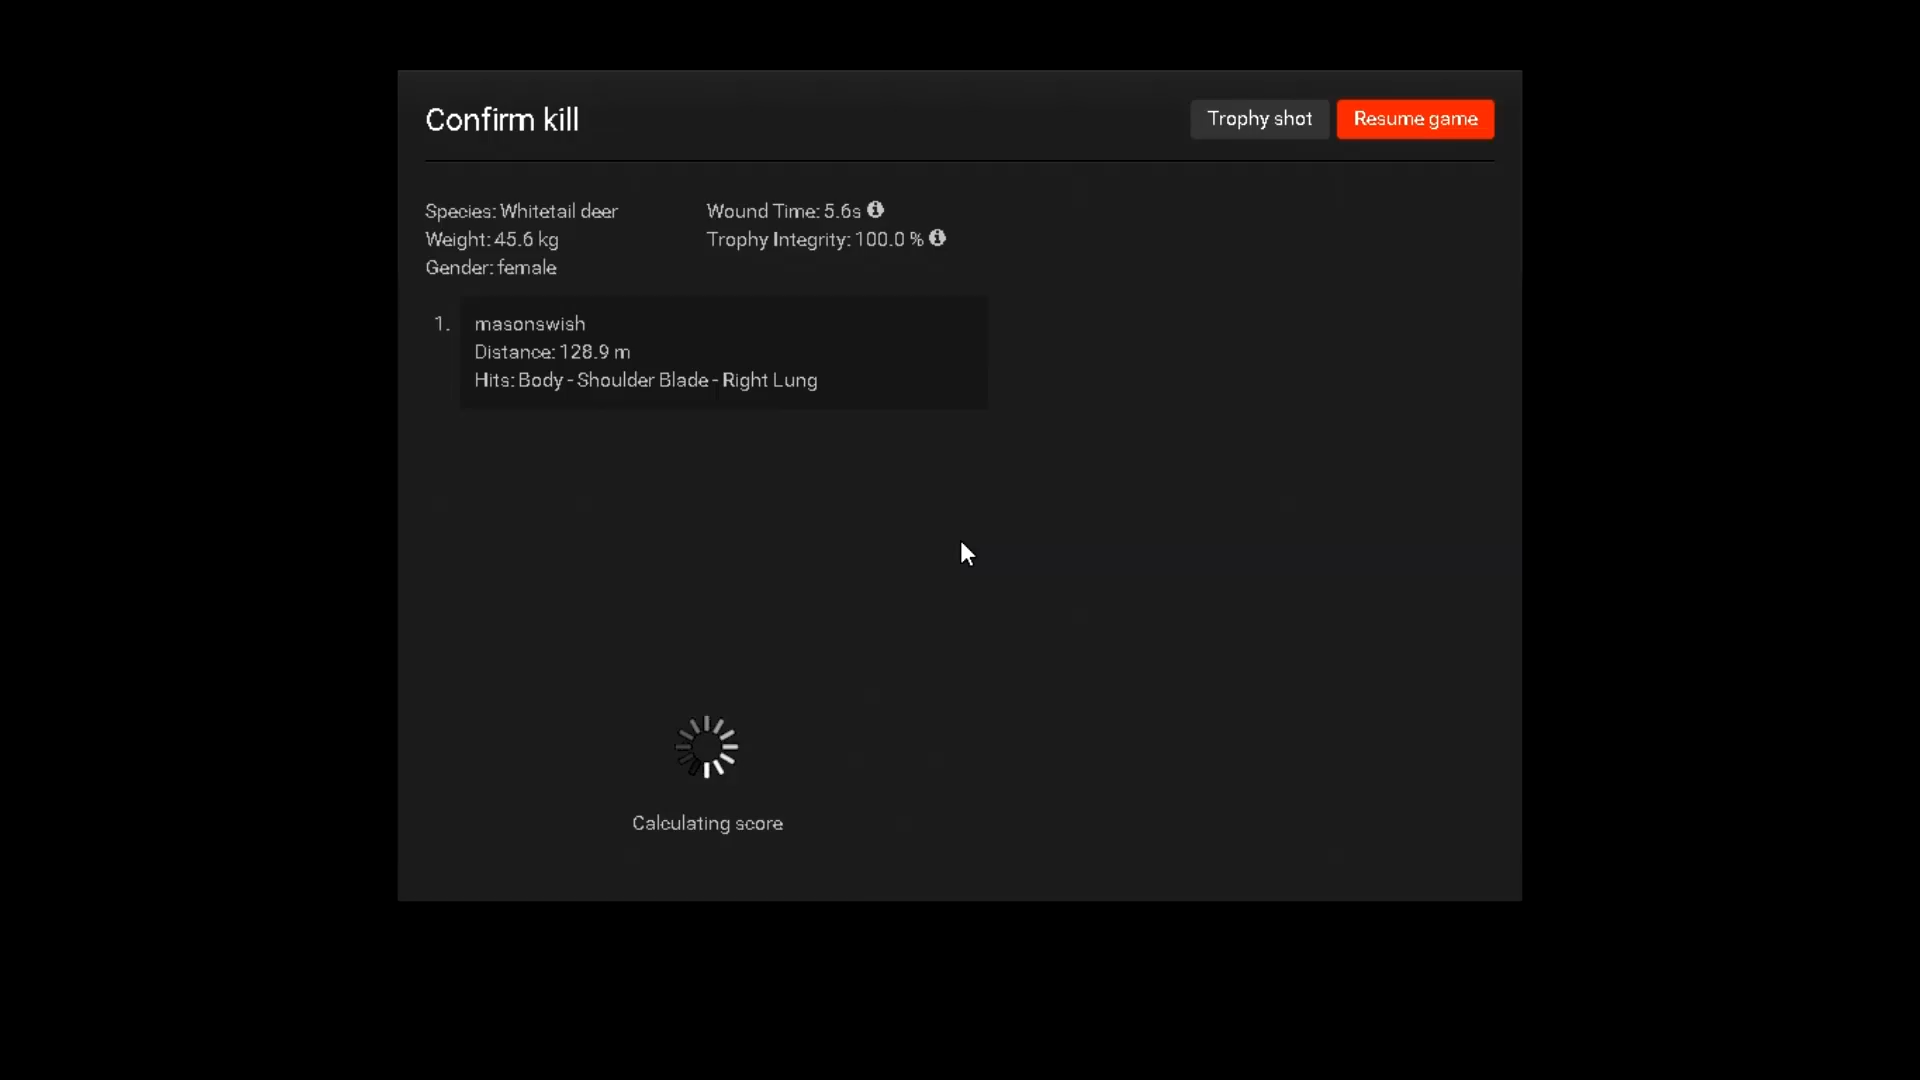 Confirm kill
Trophy shot
Resume game
Species: Whitetail deer
Weight: 45.6 kg
Gender: female
Wound Time: 5.6s
Trophy Integrity: 100.0 %
1.
masonswish
Distance: 128.9 m
Hits: Body - Shoulder Blade - Right Lung
Calculating score